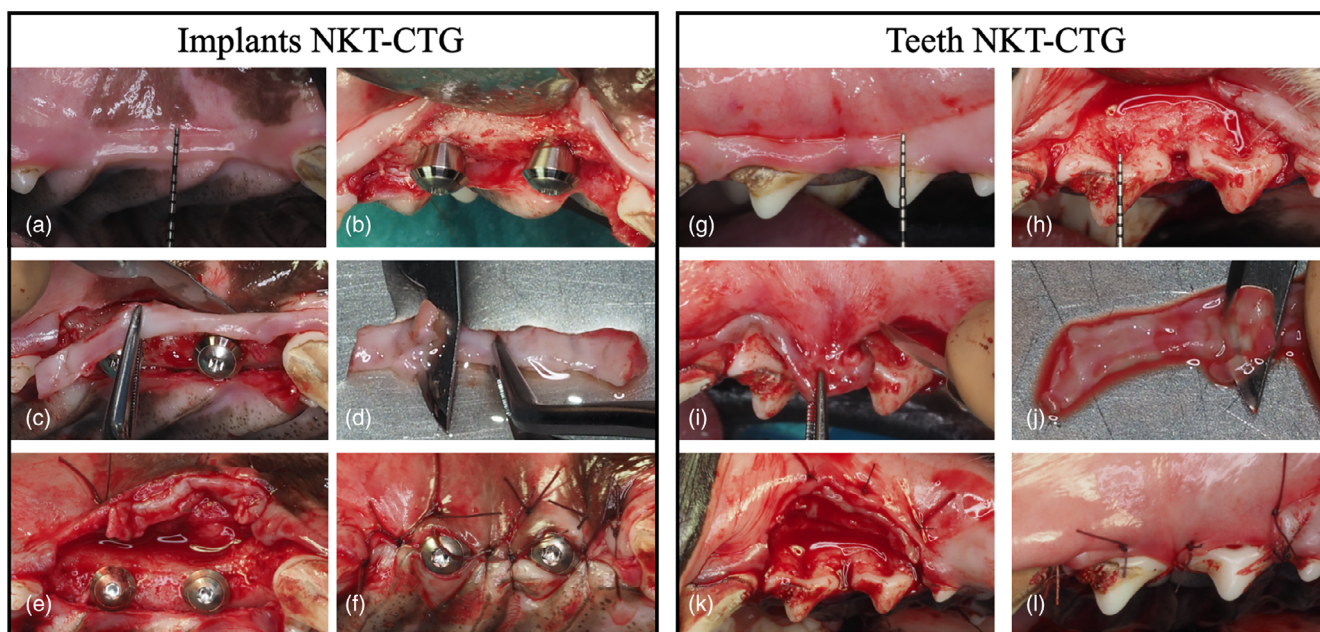 Implants NKT-CTG
(a)
(b)
(c)
(d)
(e)
(f)
Teeth NKT-CTG
(g)
(h)
(i)
(j)
(k)
(l)